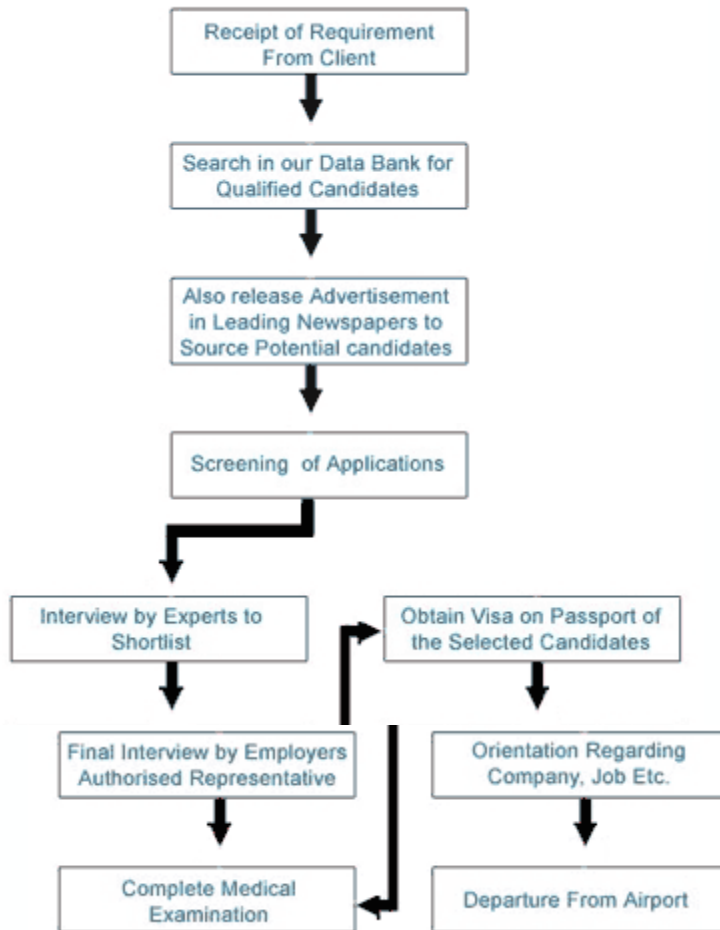 Receipt of Requirement
From Client
Search in our Data Bank for
Qualified Candidates
Also release Advertisement
in Leading Newspapers to
Source Potential candidates
Screening of Applications
Interview by Experts to
Shortlist
Final Interview by Employers
Authorised Representative
Complete Medical
Examination
Obtain Visa on Passport of
the Selected Candidates
Orientation Regarding
Company, Job Etc.
Departure From Airport